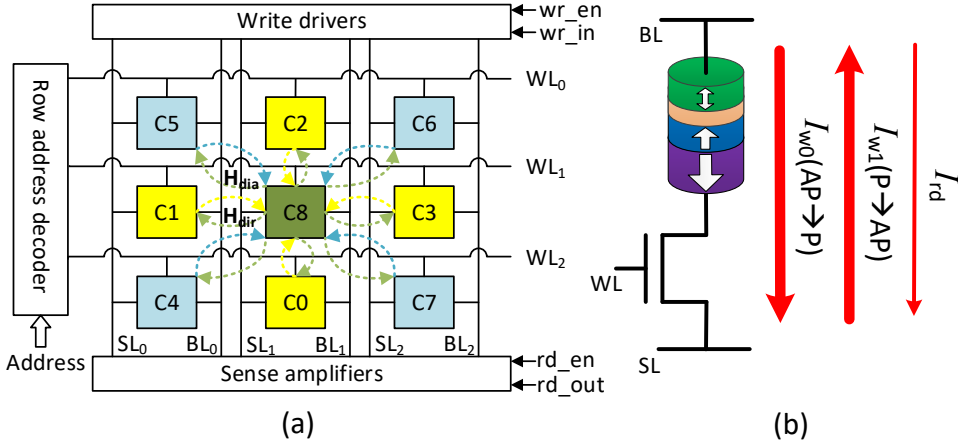 Write drivers
wr_en
wr_in
Row address decoder
Address
WL0
WL1
WL2
C5
C2
C6
Hdia
C1
Hdir
C8
C3
C4
C0
C7
SL0
BL0
SL1
BL1
SL2
BL2
Sense amplifiers
rd_en
rd_out
(a)
BL
WL
SL
Iw0(AP→P)
Iw1(P→AP)
Ird
(b)